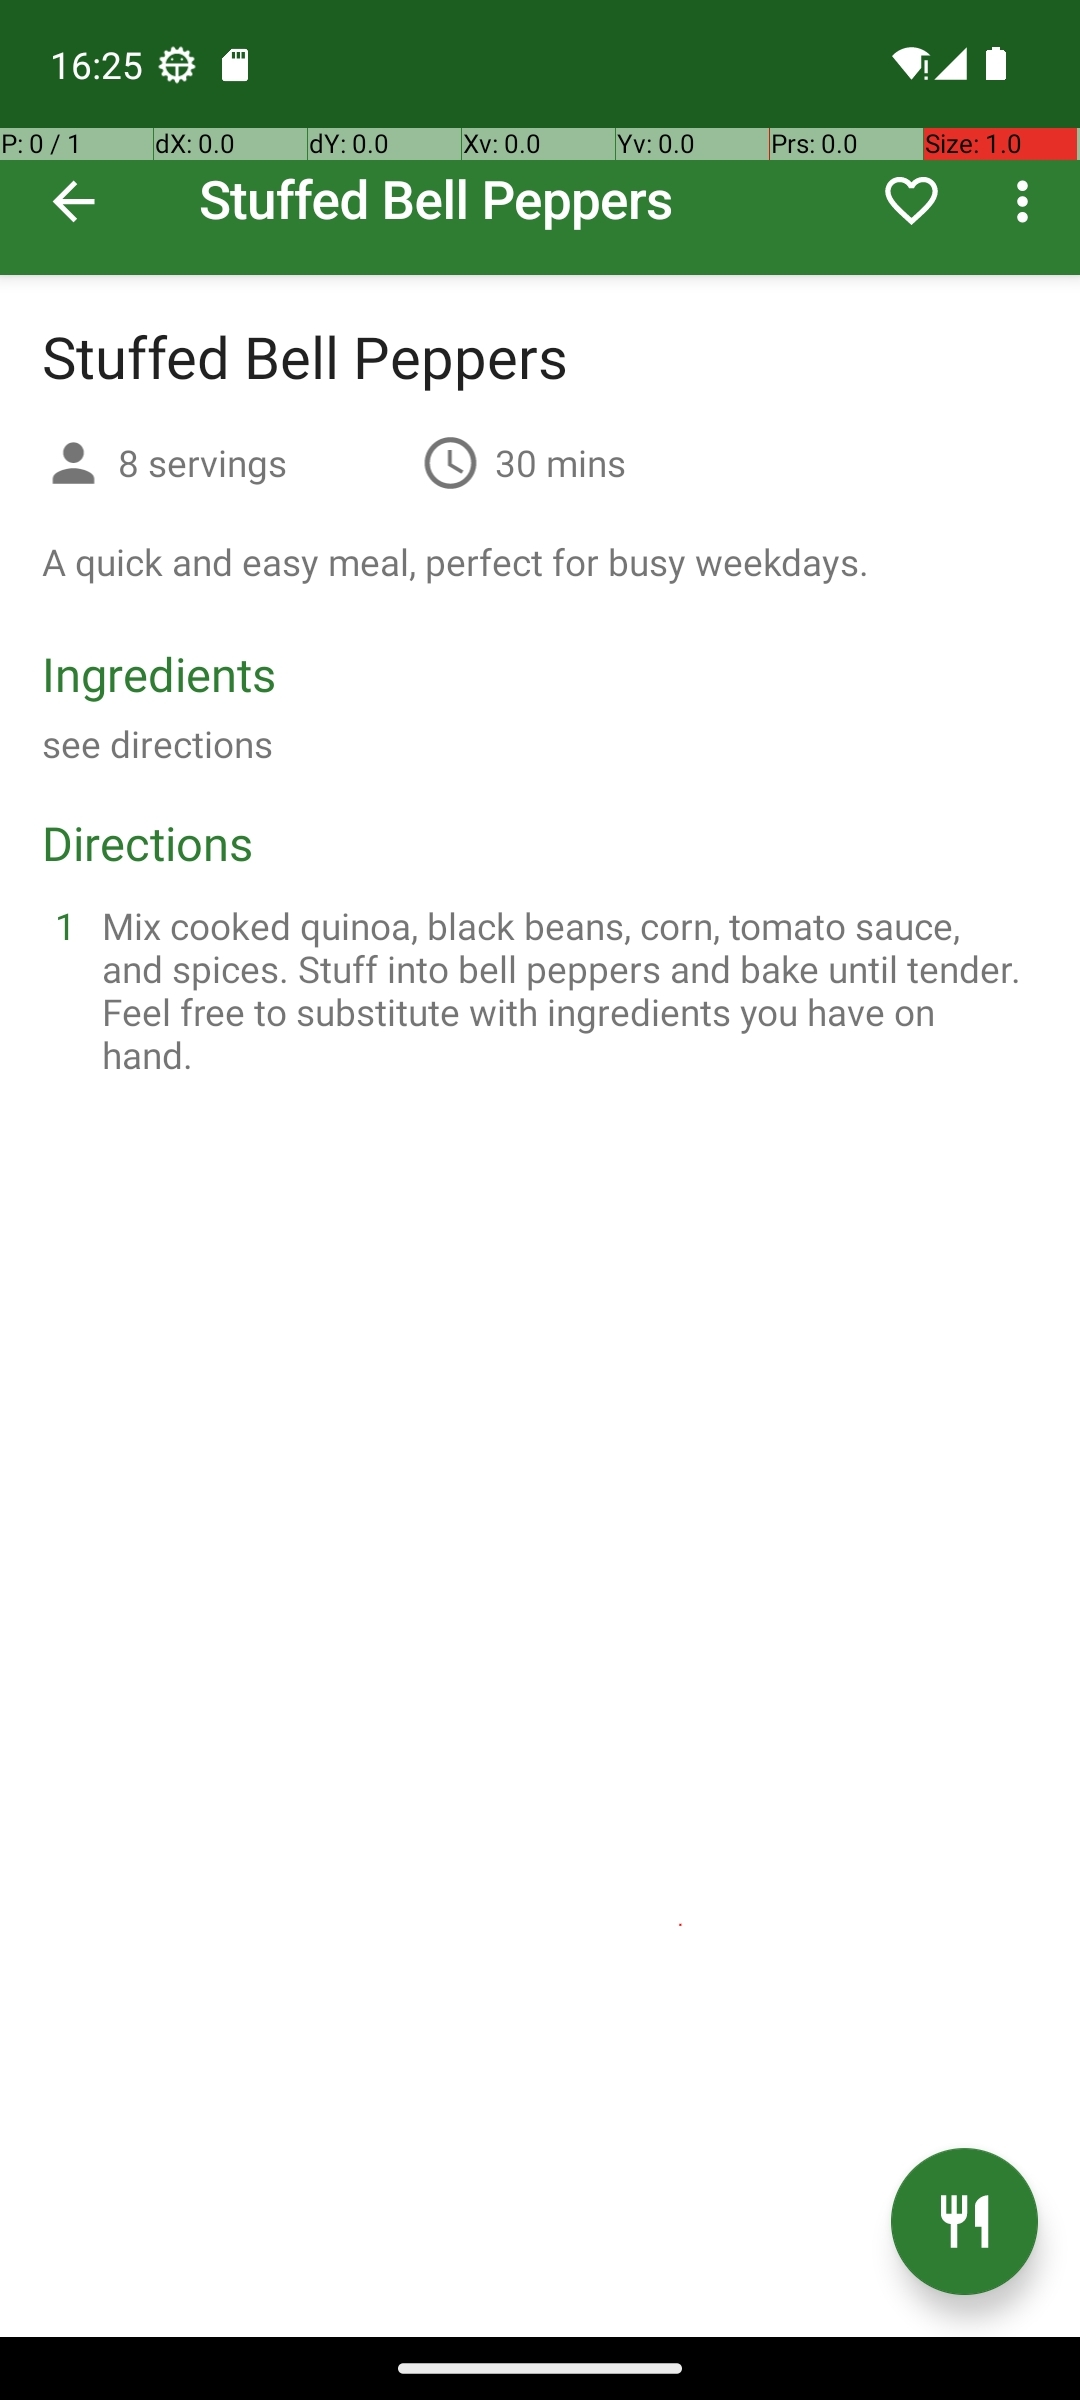 16:25
P: 0 / 1 dX: 0.0 dY: 0.0 Xv: 0.0 Yv: 0.0 Prs: 0.0 Size: 1.0
Stuffed Bell Peppers
Stuffed Bell Peppers
8 servings 30 mins
A quick and easy meal, perfect for busy weekdays.
Ingredients
see directions
Directions
1 Mix cooked quinoa, black beans, corn, tomato sauce,
and spices. Stuff into bell peppers and bake until tender.
Feel free to substitute with ingredients you have on
hand.